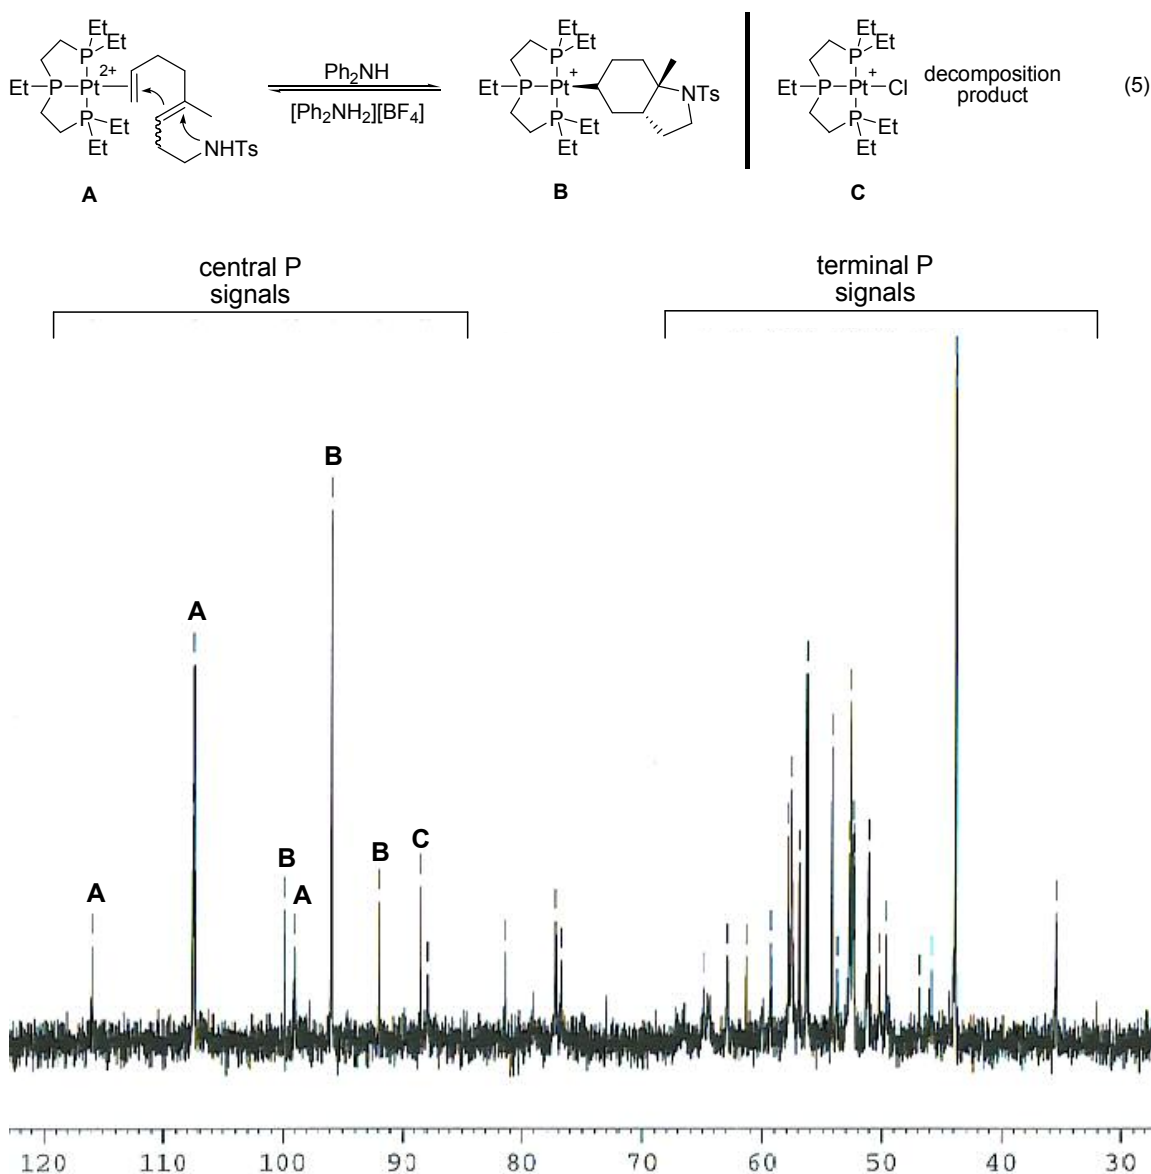 Et
Et
P
2+
Et P Pt
P Et
Et
NHTs
A
Ph2NH
[Ph2NH2][BF4]
Et
Et
P
+
Et P Pt
P Et
Et
NTs
B
Et
Et
P
+
Et P Pt Cl
P Et
Et
C
decomposition
product
(5)
central P
signals
terminal P
signals
B
A
B
A
B
C
A
120 110 100 90 80 70 60 50 40 30